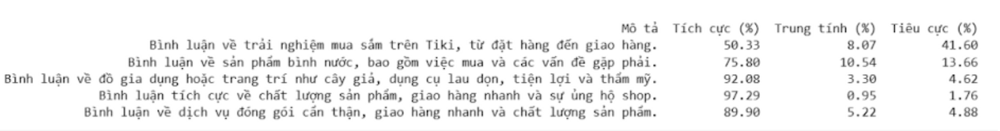 Mô tả Tích cực (%) Trung tính (%) Tiêu cực (%)
Bình luận về trải nghiệm mua sắm trên Tiki, từ đặt hàng đến giao hàng. 50.33 8.07 41.60
Bình luận về sản phẩm bình nước, bao gồm việc mua và các vấn đề gặp phải. 75.80 10.54 13.66
Bình luận về đồ gia dụng hoặc trang trí như cây giả, dụng cụ lau dọn, tiện lợi và thẩm mỹ. 92.08 3.30 4.62
Bình luận tích cực về chất lượng sản phẩm, giao hàng nhanh và sự ủng hộ shop. 97.29 0.95 1.76
Bình luận về dịch vụ đóng gói cẩn thận, giao hàng nhanh và chất lượng sản phẩm. 89.90 5.22 4.88